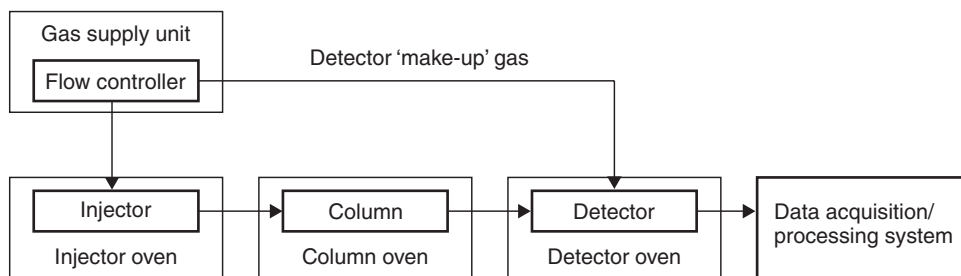 Gas supply unit
Flow controller
Detector ‘make-up’ gas
Injector
Injector oven
Column
Column oven
Detector
Detector oven
Data acquisition/
processing system